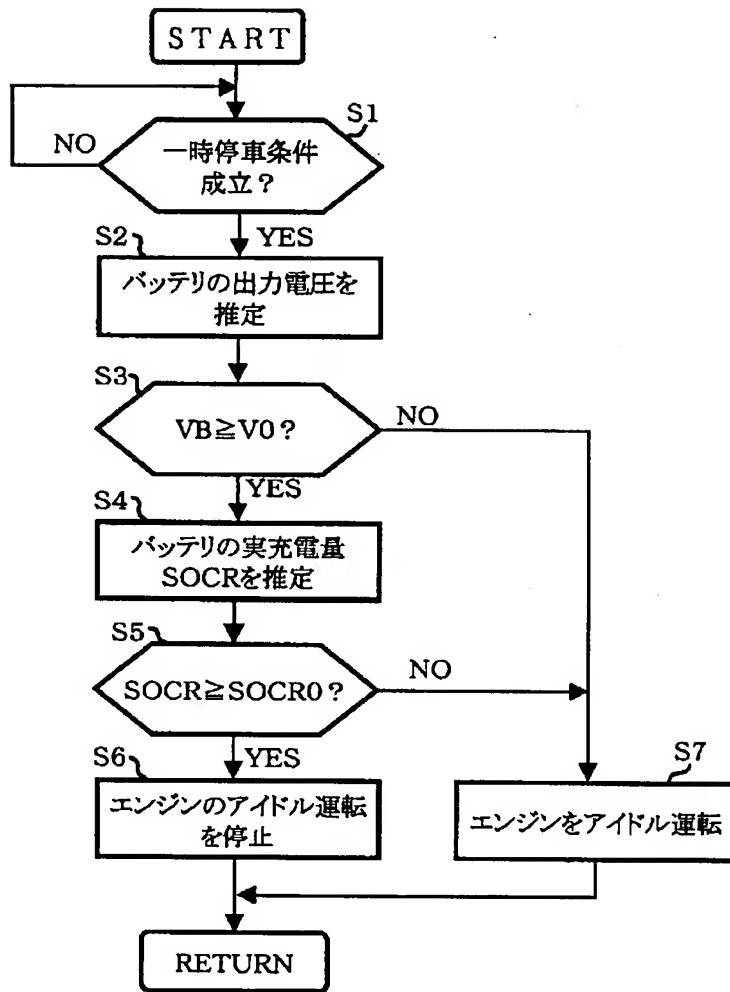 START
S1
NO
一時停車条件
成立？
YES
S2
バッテリの出力電圧を
推定
S3
VB≧V0？
NO
YES
S4
バッテリの実充電量
SOCRを推定
S5
SOCR≧SOCR0？
NO
YES
S6
エンジンのアイドル運転
を停止
S7
エンジンをアイドル運転
RETURN